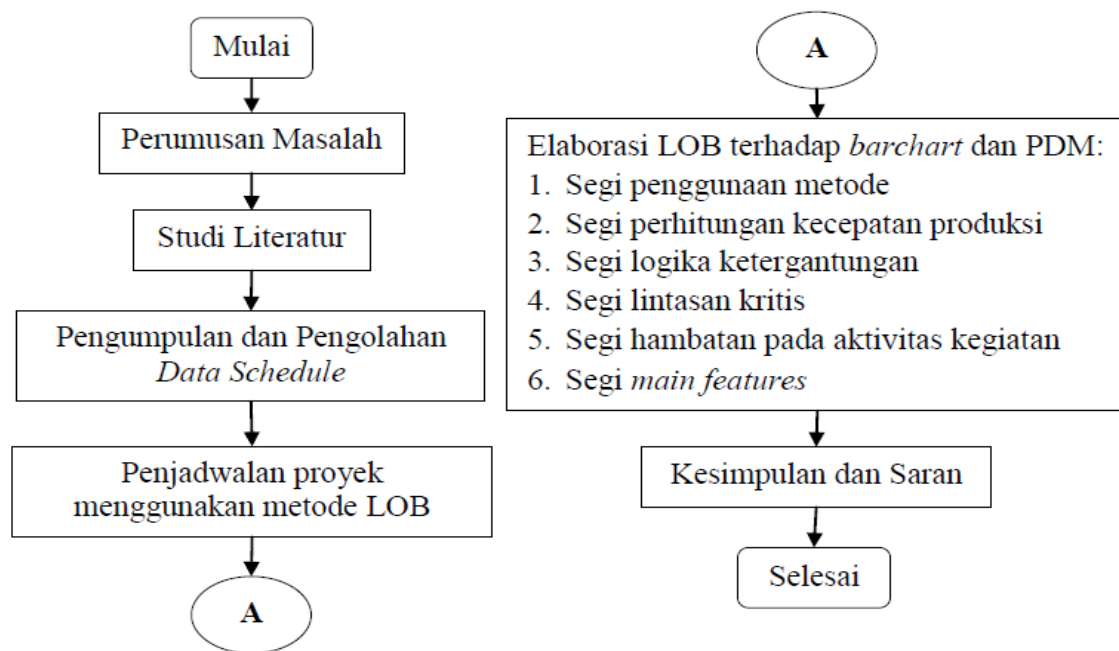 Mulai
Perumusan Masalah
Studi Literatur
Pengumpulan dan Pengolahan
Data Schedule
Penjadwalan proyek
menggunakan metode LOB
A
A
Elaborasi LOB terhadap barchart dan PDM:
1. Segi penggunaan metode
2. Segi perhitungan kecepatan produksi
3. Segi logika ketergantungan
4. Segi lintasan kritis
5. Segi hambatan pada aktivitas kegiatan
6. Segi main features
Kesimpulan dan Saran
Selesai